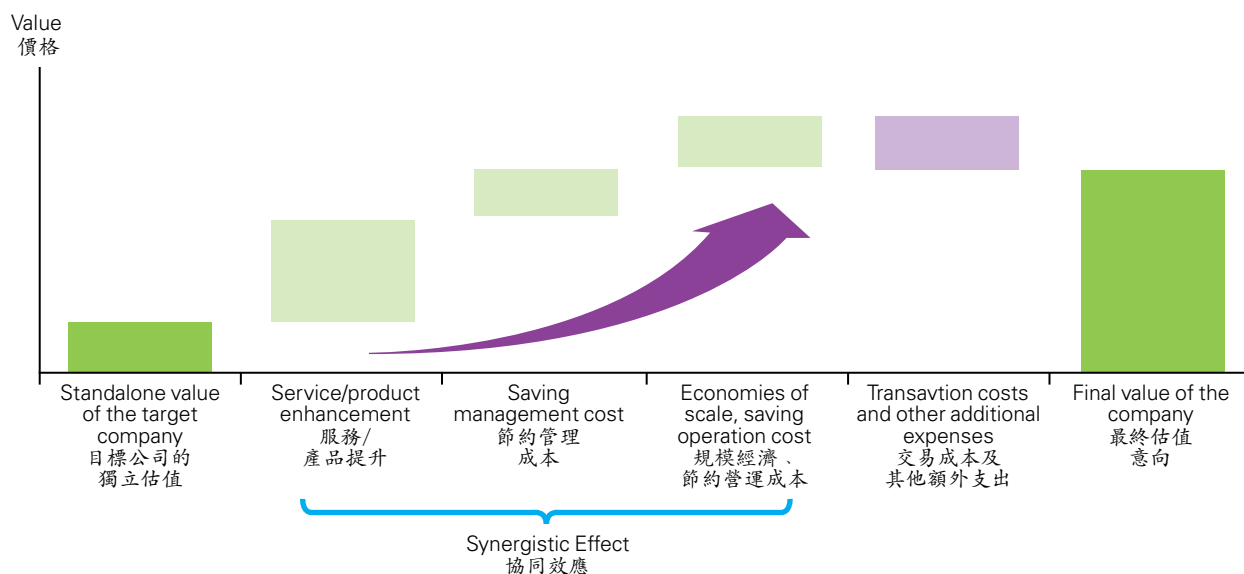 Value
價格
Standalone value
of the target
company
目標公司的
獨立估值
Service/product
enhancement
服務/
產品提升
Saving
management cost
節約管理
成本
Economies of
scale, saving
operation cost
規模經濟、
節約營運成本
Transavtion costs
and other additional
expenses
交易成本及
其他額外支出
Final value of the
company
最終估值
意向
Synergistic Effect
協同效應